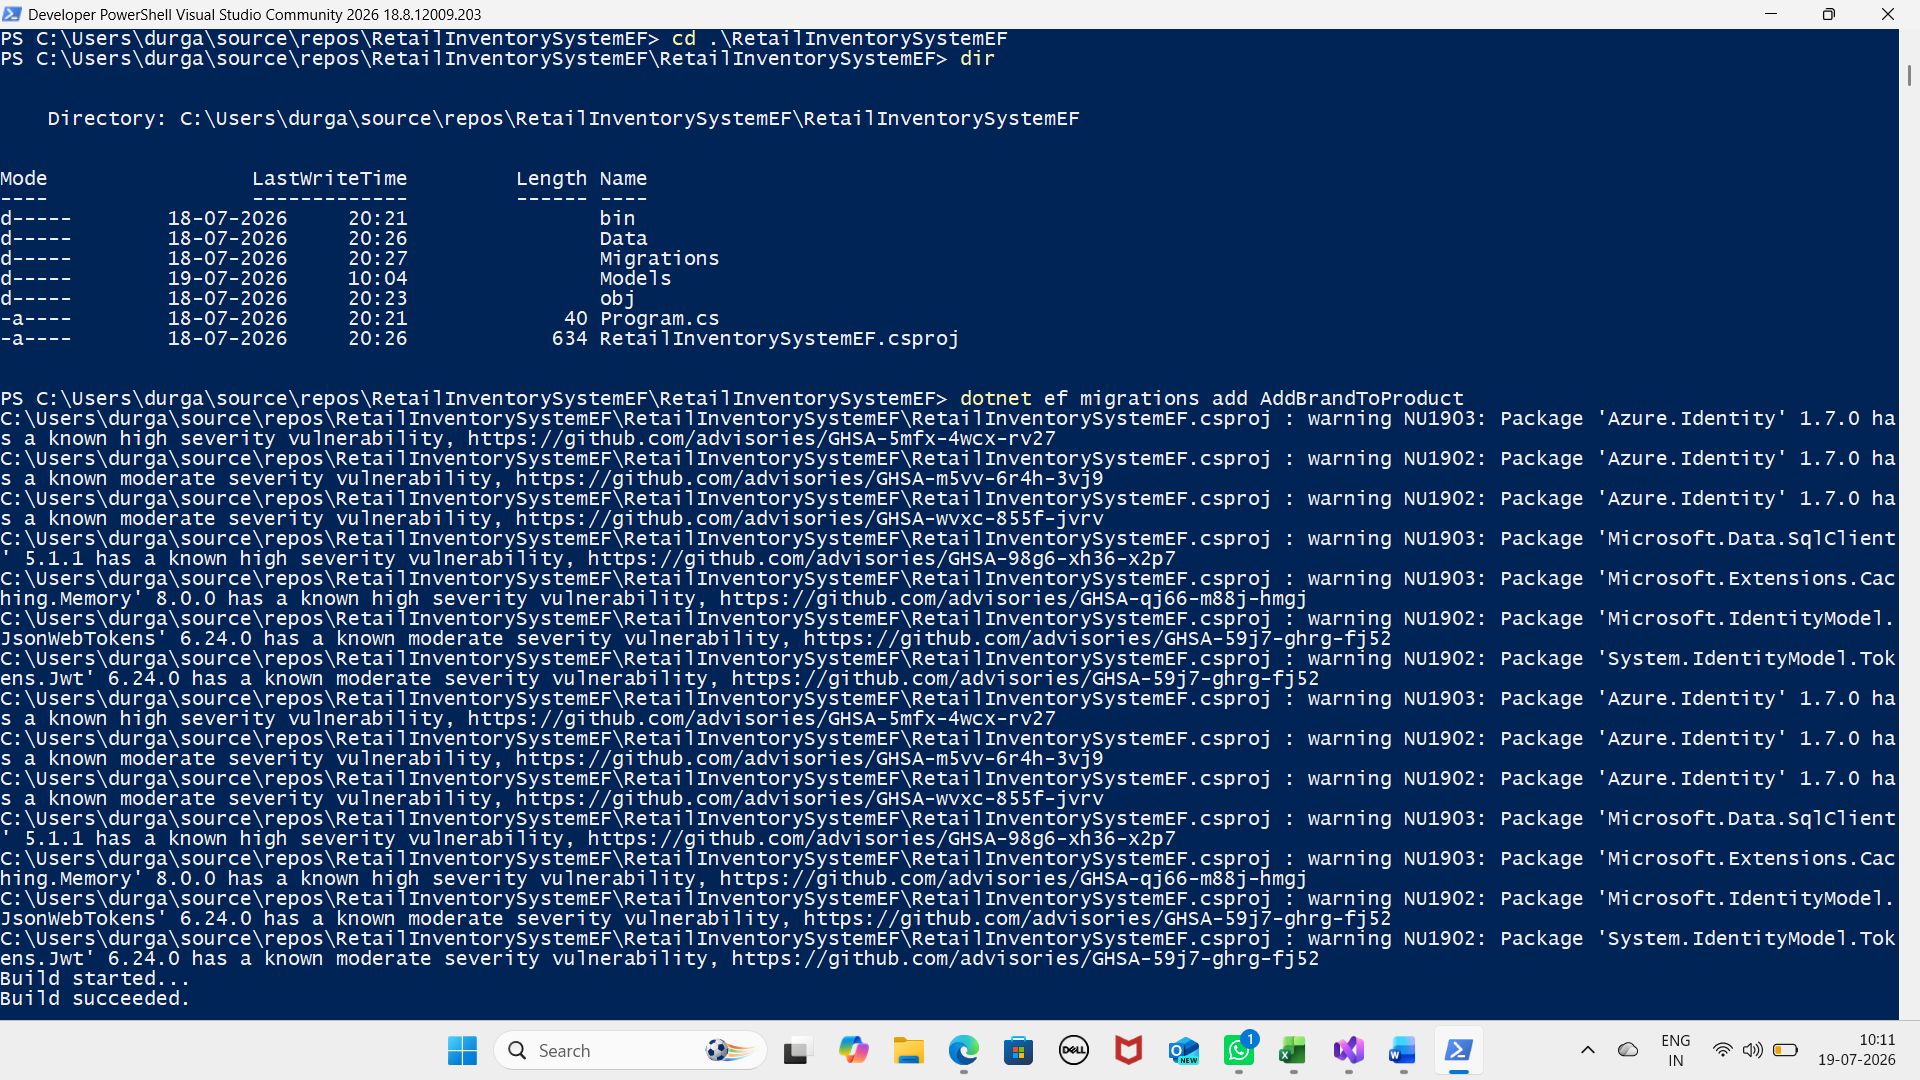 Developer PowerShell Visual Studio Community 2026 18.8.12009.203
PS C:\Users\durga\source\repos\RetailInventorySystemEF> cd .\RetailInventorySystemEF
PS C:\Users\durga\source\repos\RetailInventorySystemEF\RetailInventorySystemEF> dir
Directory: C:\Users\durga\source\repos\RetailInventorySystemEF\RetailInventorySystemEF
Mode LastWriteTime Length Name
---- ------------- ------ ----
d----- 18-07-2026 20:21 bin
d----- 18-07-2026 20:26 Data
d----- 18-07-2026 20:27 Migrations
d----- 19-07-2026 10:04 Models
d----- 18-07-2026 20:23 obj
-a---- 18-07-2026 20:21 40 Program.cs
-a---- 18-07-2026 20:26 634 RetailInventorySystemEF.csproj
PS C:\Users\durga\source\repos\RetailInventorySystemEF\RetailInventorySystemEF> dotnet ef migrations add AddBrandToProduct
C:\Users\durga\source\repos\RetailInventorySystemEF\RetailInventorySystemEF\RetailInventorySystemEF.csproj : warning NU1903: Package 'Azure.Identity' 1.7.0 ha
s a known high severity vulnerability, https://github.com/advisories/GHSA-5mfx-4wcx-rv27
C:\Users\durga\source\repos\RetailInventorySystemEF\RetailInventorySystemEF\RetailInventorySystemEF.csproj : warning NU1902: Package 'Azure.Identity' 1.7.0 ha
s a known moderate severity vulnerability, https://github.com/advisories/GHSA-m5vv-6r4h-3vj9
C:\Users\durga\source\repos\RetailInventorySystemEF\RetailInventorySystemEF\RetailInventorySystemEF.csproj : warning NU1902: Package 'Azure.Identity' 1.7.0 ha
s a known moderate severity vulnerability, https://github.com/advisories/GHSA-wvxc-855f-jvrv
C:\Users\durga\source\repos\RetailInventorySystemEF\RetailInventorySystemEF\RetailInventorySystemEF.csproj : warning NU1903: Package 'Microsoft.Data.SqlClient
' 5.1.1 has a known high severity vulnerability, https://github.com/advisories/GHSA-98g6-xh36-x2p7
C:\Users\durga\source\repos\RetailInventorySystemEF\RetailInventorySystemEF\RetailInventorySystemEF.csproj : warning NU1903: Package 'Microsoft.Extensions.Cac
hing.Memory' 8.0.0 has a known high severity vulnerability, https://github.com/advisories/GHSA-qj66-m88j-hmgj
C:\Users\durga\source\repos\RetailInventorySystemEF\RetailInventorySystemEF\RetailInventorySystemEF.csproj : warning NU1902: Package 'Microsoft.IdentityModel.
JsonWebTokens' 6.24.0 has a known moderate severity vulnerability, https://github.com/advisories/GHSA-59j7-ghrg-fj52
C:\Users\durga\source\repos\RetailInventorySystemEF\RetailInventorySystemEF\RetailInventorySystemEF.csproj : warning NU1902: Package 'System.IdentityModel.Tok
ens.Jwt' 6.24.0 has a known moderate severity vulnerability, https://github.com/advisories/GHSA-59j7-ghrg-fj52
C:\Users\durga\source\repos\RetailInventorySystemEF\RetailInventorySystemEF\RetailInventorySystemEF.csproj : warning NU1903: Package 'Azure.Identity' 1.7.0 ha
s a known high severity vulnerability, https://github.com/advisories/GHSA-5mfx-4wcx-rv27
C:\Users\durga\source\repos\RetailInventorySystemEF\RetailInventorySystemEF\RetailInventorySystemEF.csproj : warning NU1902: Package 'Azure.Identity' 1.7.0 ha
s a known moderate severity vulnerability, https://github.com/advisories/GHSA-m5vv-6r4h-3vj9
C:\Users\durga\source\repos\RetailInventorySystemEF\RetailInventorySystemEF\RetailInventorySystemEF.csproj : warning NU1902: Package 'Azure.Identity' 1.7.0 ha
s a known moderate severity vulnerability, https://github.com/advisories/GHSA-wvxc-855f-jvrv
C:\Users\durga\source\repos\RetailInventorySystemEF\RetailInventorySystemEF\RetailInventorySystemEF.csproj : warning NU1903: Package 'Microsoft.Data.SqlClient
' 5.1.1 has a known high severity vulnerability, https://github.com/advisories/GHSA-98g6-xh36-x2p7
C:\Users\durga\source\repos\RetailInventorySystemEF\RetailInventorySystemEF\RetailInventorySystemEF.csproj : warning NU1903: Package 'Microsoft.Extensions.Cac
hing.Memory' 8.0.0 has a known high severity vulnerability, https://github.com/advisories/GHSA-qj66-m88j-hmgj
C:\Users\durga\source\repos\RetailInventorySystemEF\RetailInventorySystemEF\RetailInventorySystemEF.csproj : warning NU1902: Package 'Microsoft.IdentityModel.
JsonWebTokens' 6.24.0 has a known moderate severity vulnerability, https://github.com/advisories/GHSA-59j7-ghrg-fj52
C:\Users\durga\source\repos\RetailInventorySystemEF\RetailInventorySystemEF\RetailInventorySystemEF.csproj : warning NU1902: Package 'System.IdentityModel.Tok
ens.Jwt' 6.24.0 has a known moderate severity vulnerability, https://github.com/advisories/GHSA-59j7-ghrg-fj52
Build started...
Build succeeded.
Search
DELL
NEW
1
ENG
IN
10:11
19-07-2026